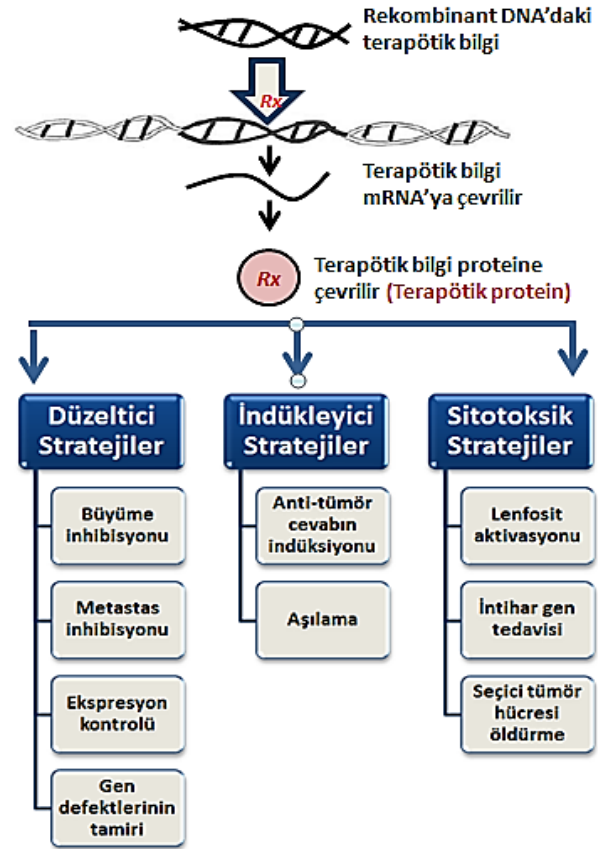 Rekombinant DNA'daki
terapötik bilgi
Rx
Terapötik bilgi
mRNA'ya çevrilir
Rx
Terapötik bilgi proteine
çevrilir (Terapötik protein)
Düzeltici
Stratejiler
Büyüme
inhibisyonu
Metastas
inhibisyonu
Ekspresyon
kontrolü
Gen
defektlerinin
tamiri
İndükleyici
Stratejiler
Anti-tümör
cevabın
indüksiyonu
Aşılama
Sitotoksik
Stratejiler
Lenfosit
aktivasyonu
İntihar gen
tedavisi
Seçici tümör
hücresi
öldürme